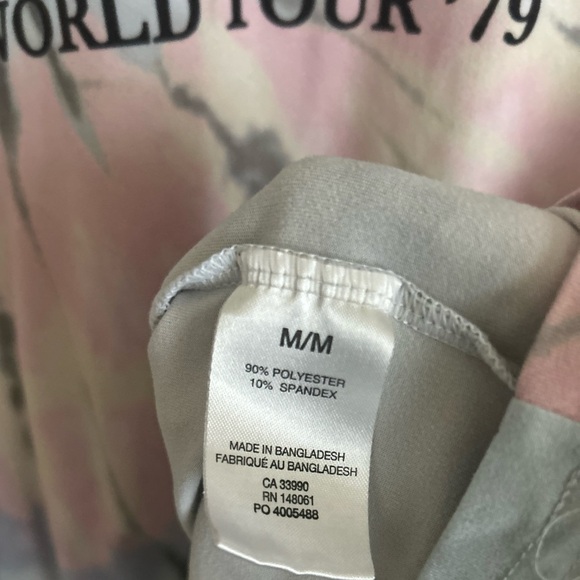 WORLD TOUR '79
M/M
90% POLYESTER
10% SPANDEX
MADE IN BANGLADESH
FABRIQUÉ AU BANGLADESH
CA 33990
RN 148061
PO 4005488